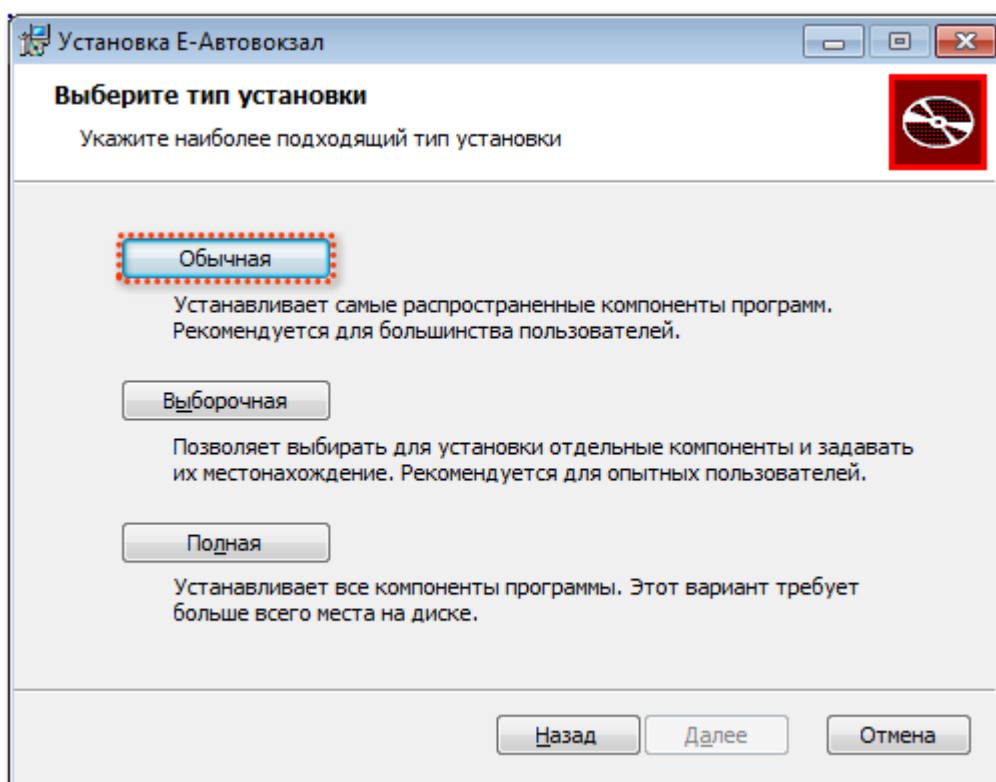 Установка Е-Автовокзал
Выберите тип установки
Укажите наиболее подходящий тип установки
Обычная
Устанавливает самые распространенные компоненты программ.
Рекомендуется для большинства пользователей.
Выборочная
Позволяет выбирать для установки отдельные компоненты и задавать
их местонахождение. Рекомендуется для опытных пользователей.
Полная
Устанавливает все компоненты программы. Этот вариант требует
больше всего места на диске.
Назад
Далее
Отмена